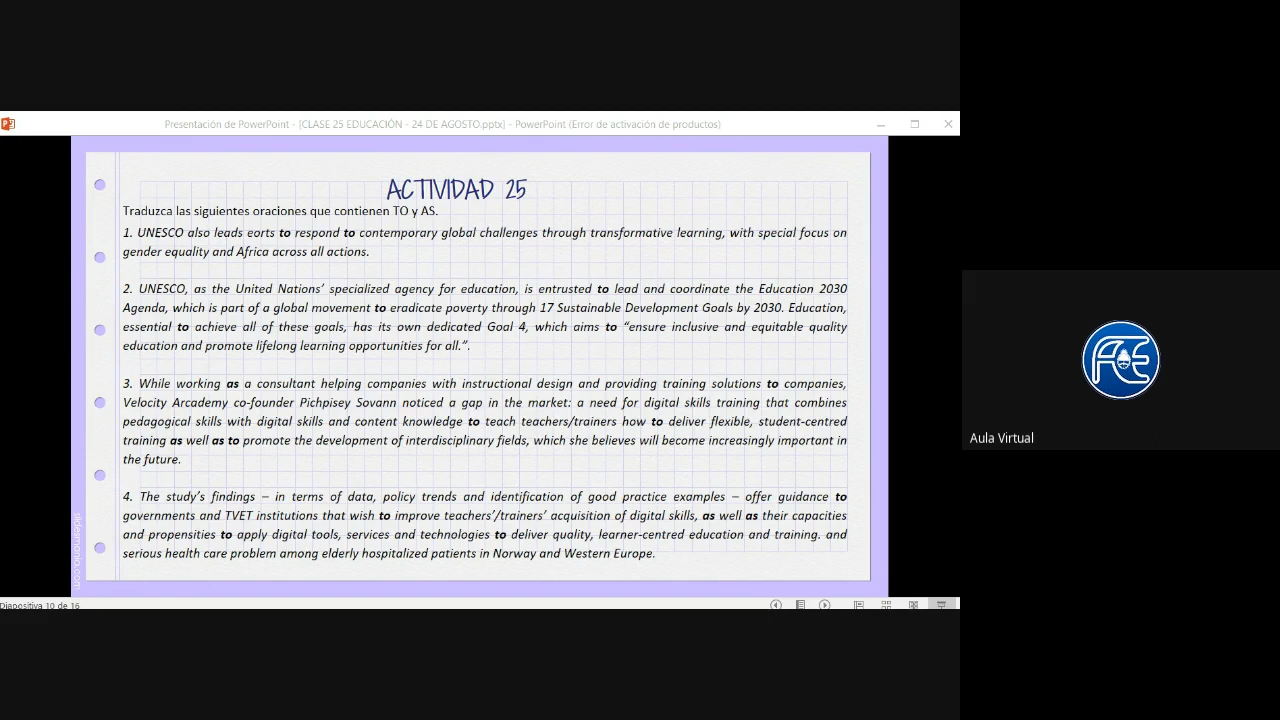 Presentación de PowerPoint - [CLASE 25 EDUCACIÓN - 24 DE AGOSTO.pptx] - PowerPoint (Error de activación de productos)
ACTIVIDAD 25
Traduzca las siguientes oraciones que contienen TO y AS.
1. UNESCO also leads eorts to respond to contemporary global challenges through transformative learning, with special focus on
gender equality and Africa across all actions.
2. UNESCO, as the United Nations’ specialized agency for education, is entrusted to lead and coordinate the Education 2030
Agenda, which is part of a global movement to eradicate poverty through 17 Sustainable Development Goals by 2030. Education,
essential to achieve all of these goals, has its own dedicated Goal 4, which aims to “ensure inclusive and equitable quality
education and promote lifelong learning opportunities for all.”.
3. While working as a consultant helping companies with instructional design and providing training solutions to companies,
Velocity Arcademy co-founder Pichpisey Sovann noticed a gap in the market: a need for digital skills training that combines
pedagogical skills with digital skills and content knowledge to teach teachers/trainers how to deliver flexible, student-centred
training as well as to promote the development of interdisciplinary fields, which she believes will become increasingly important in
the future.
4. The study’s findings – in terms of data, policy trends and identification of good practice examples – offer guidance to
governments and TVET institutions that wish to improve teachers’/trainers’ acquisition of digital skills, as well as their capacities
and propensities to apply digital tools, services and technologies to deliver quality, learner-centred education and training. and
serious health care problem among elderly hospitalized patients in Norway and Western Europe.
slidesmania.com
Diapositiva 10 de 16
FCE
Aula Virtual